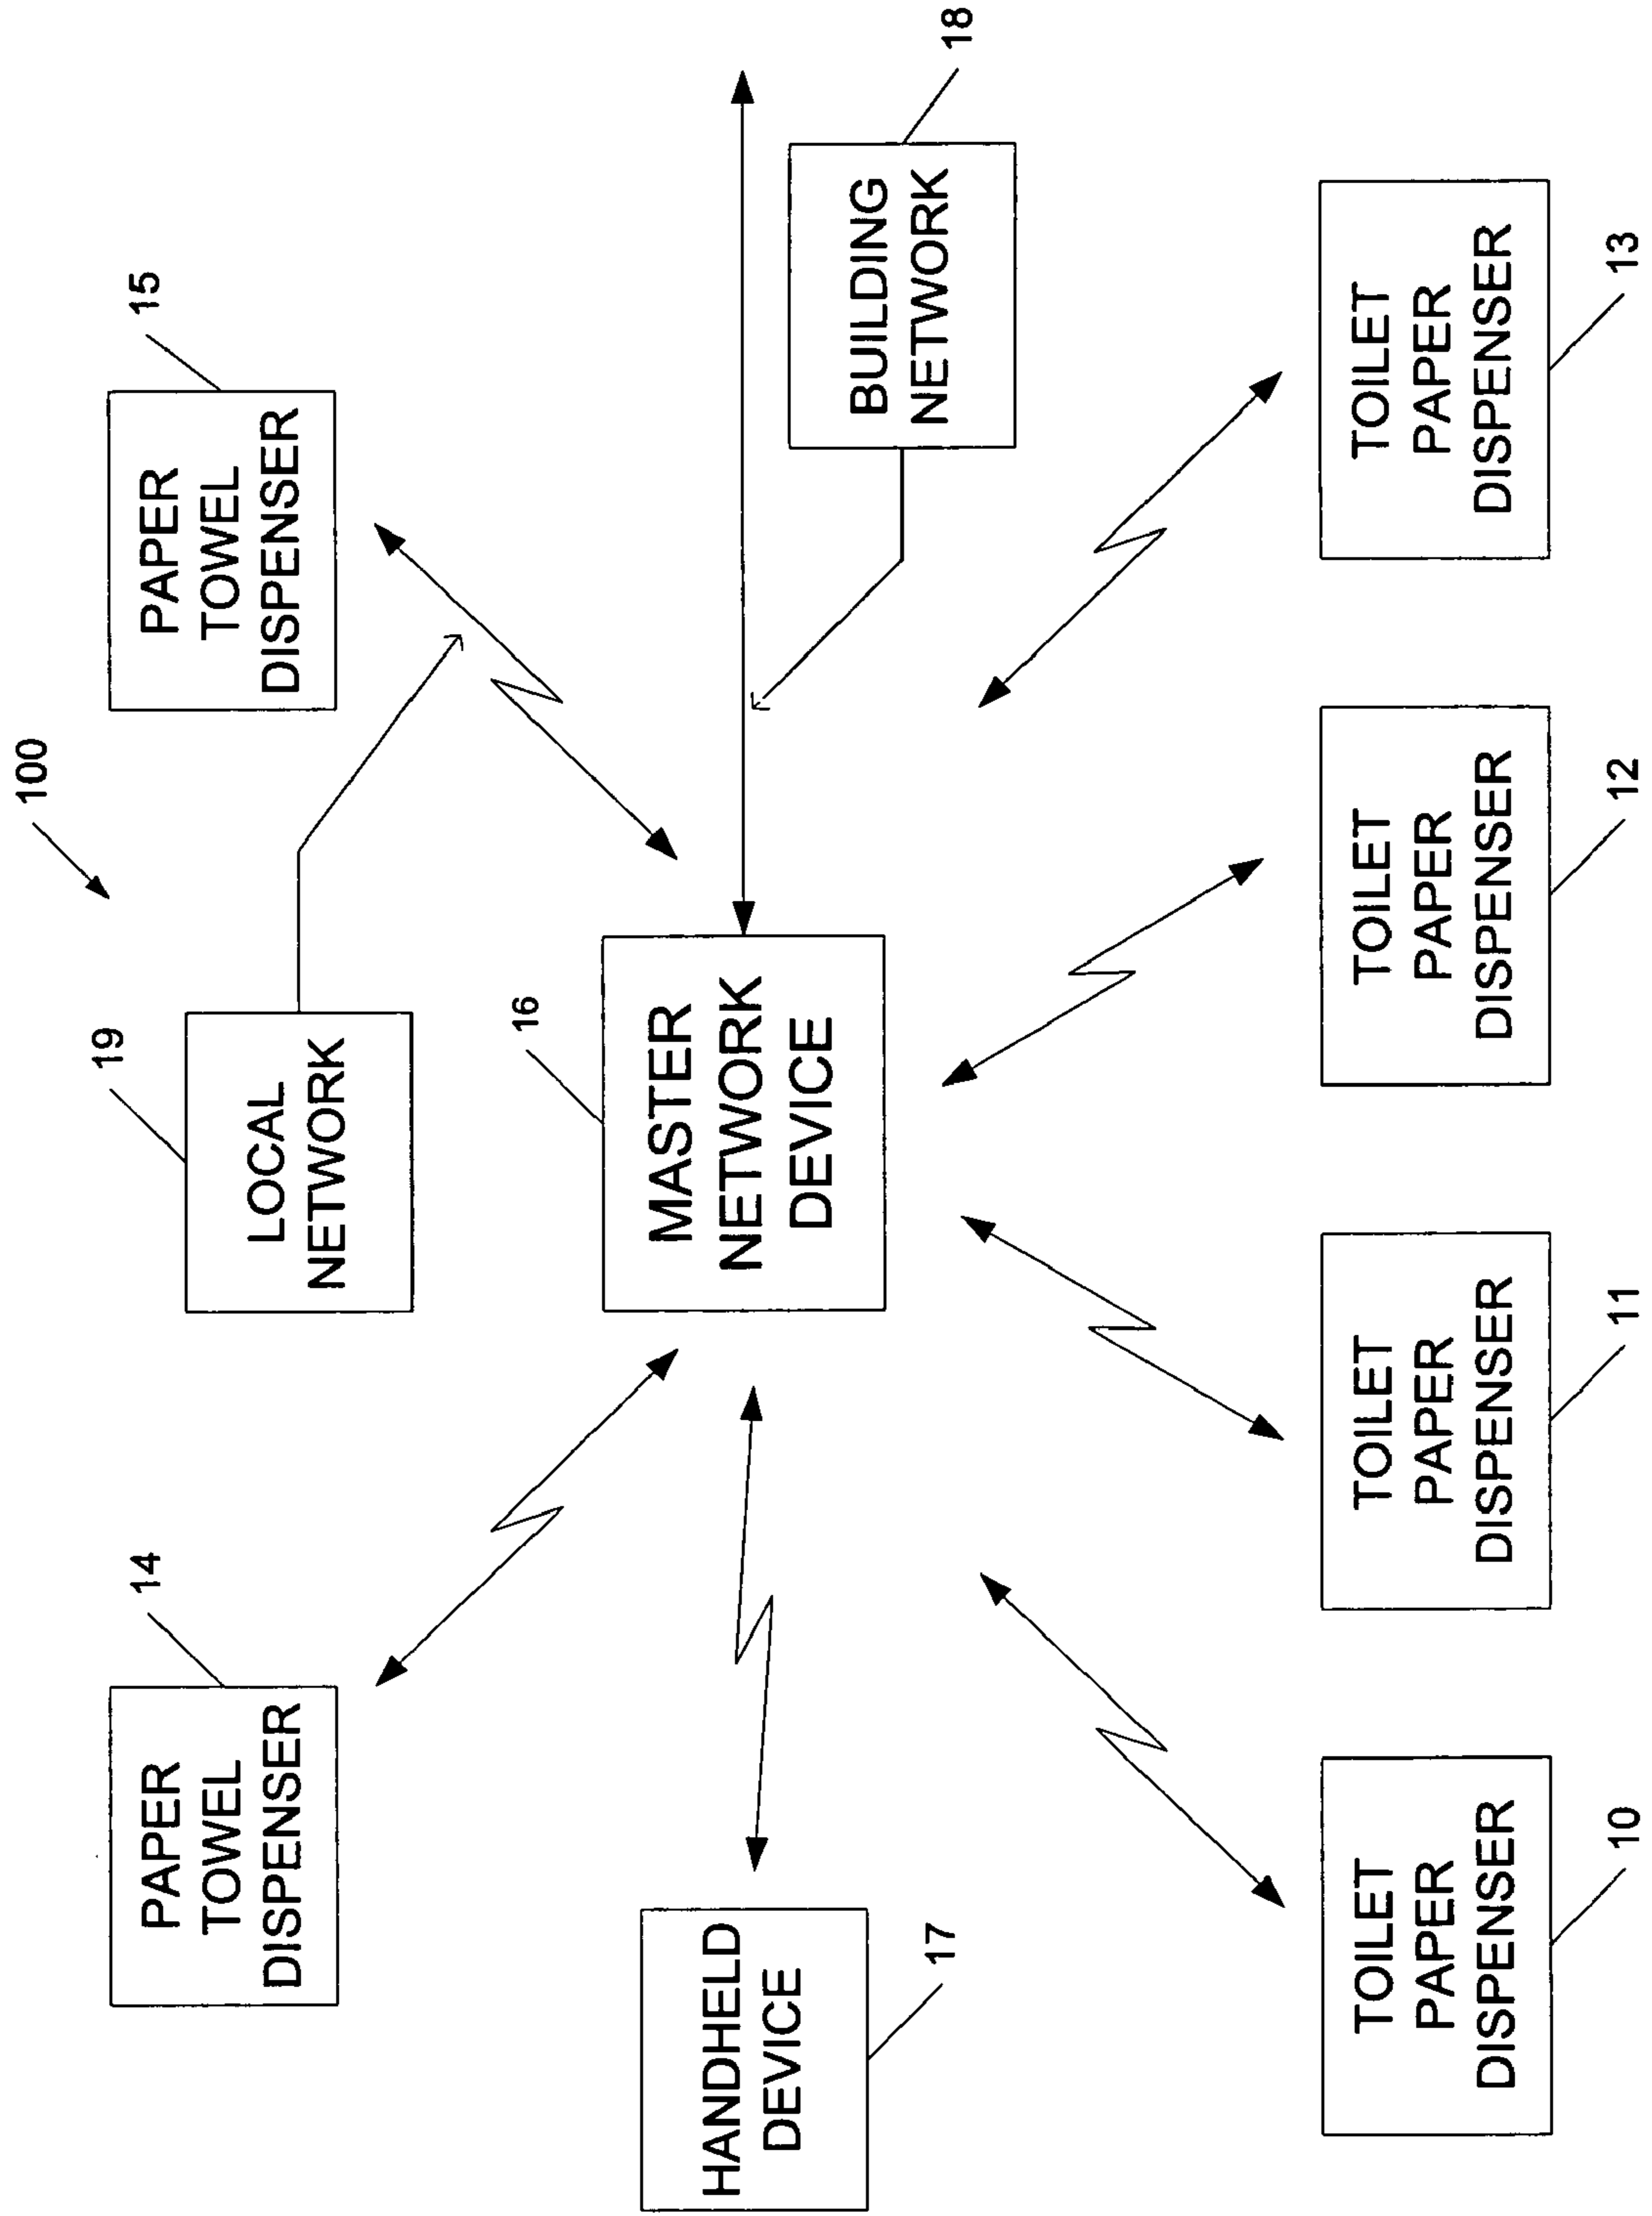 100
14
PAPER
TOWEL
DISPENSER
19
LOCAL
NETWORK
15
PAPER
TOWEL
DISPENSER
17
HANDHELD
DEVICE
16
MASTER
NETWORK
DEVICE
18
BUILDING
NETWORK
TOILET
PAPER
DISPENSER
10
TOILET
PAPER
DISPENSER
11
TOILET
PAPER
DISPENSER
12
TOILET
PAPER
DISPENSER
13